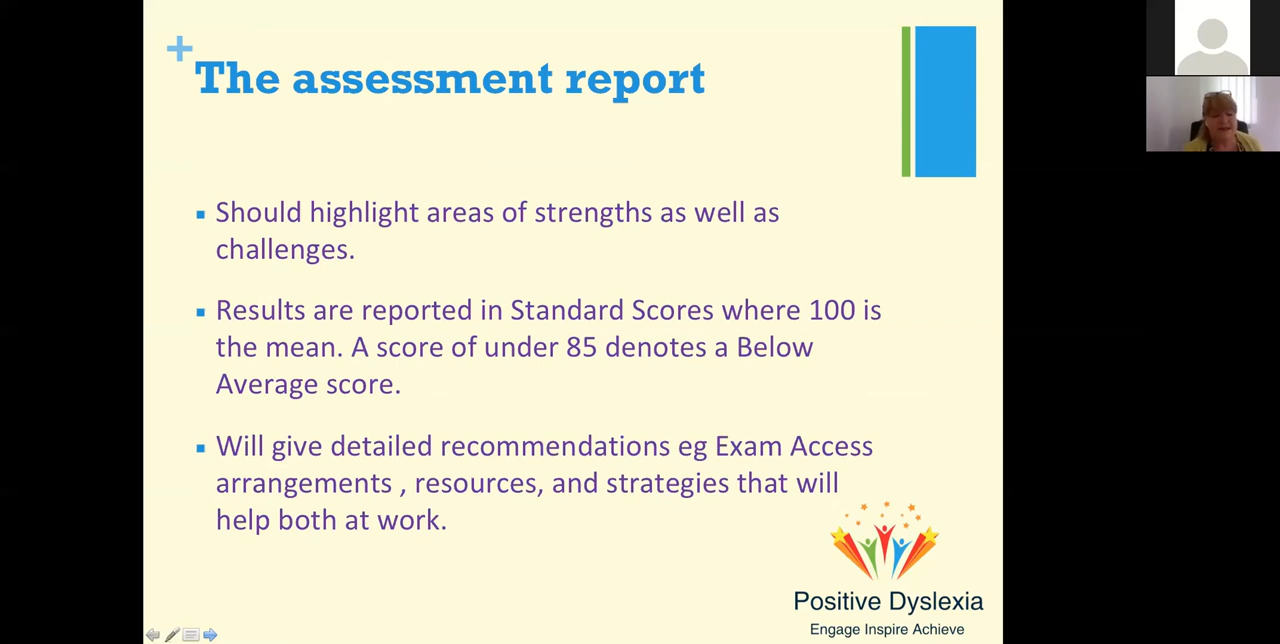 +
The assessment report
Should highlight areas of strengths as well as
challenges.
Results are reported in Standard Scores where 100 is
the mean. A score of under 85 denotes a Below
Average score.
Will give detailed recommendations eg Exam Access
arrangements , resources, and strategies that will
help both at work.
Positive Dyslexia
Engage Inspire Achieve